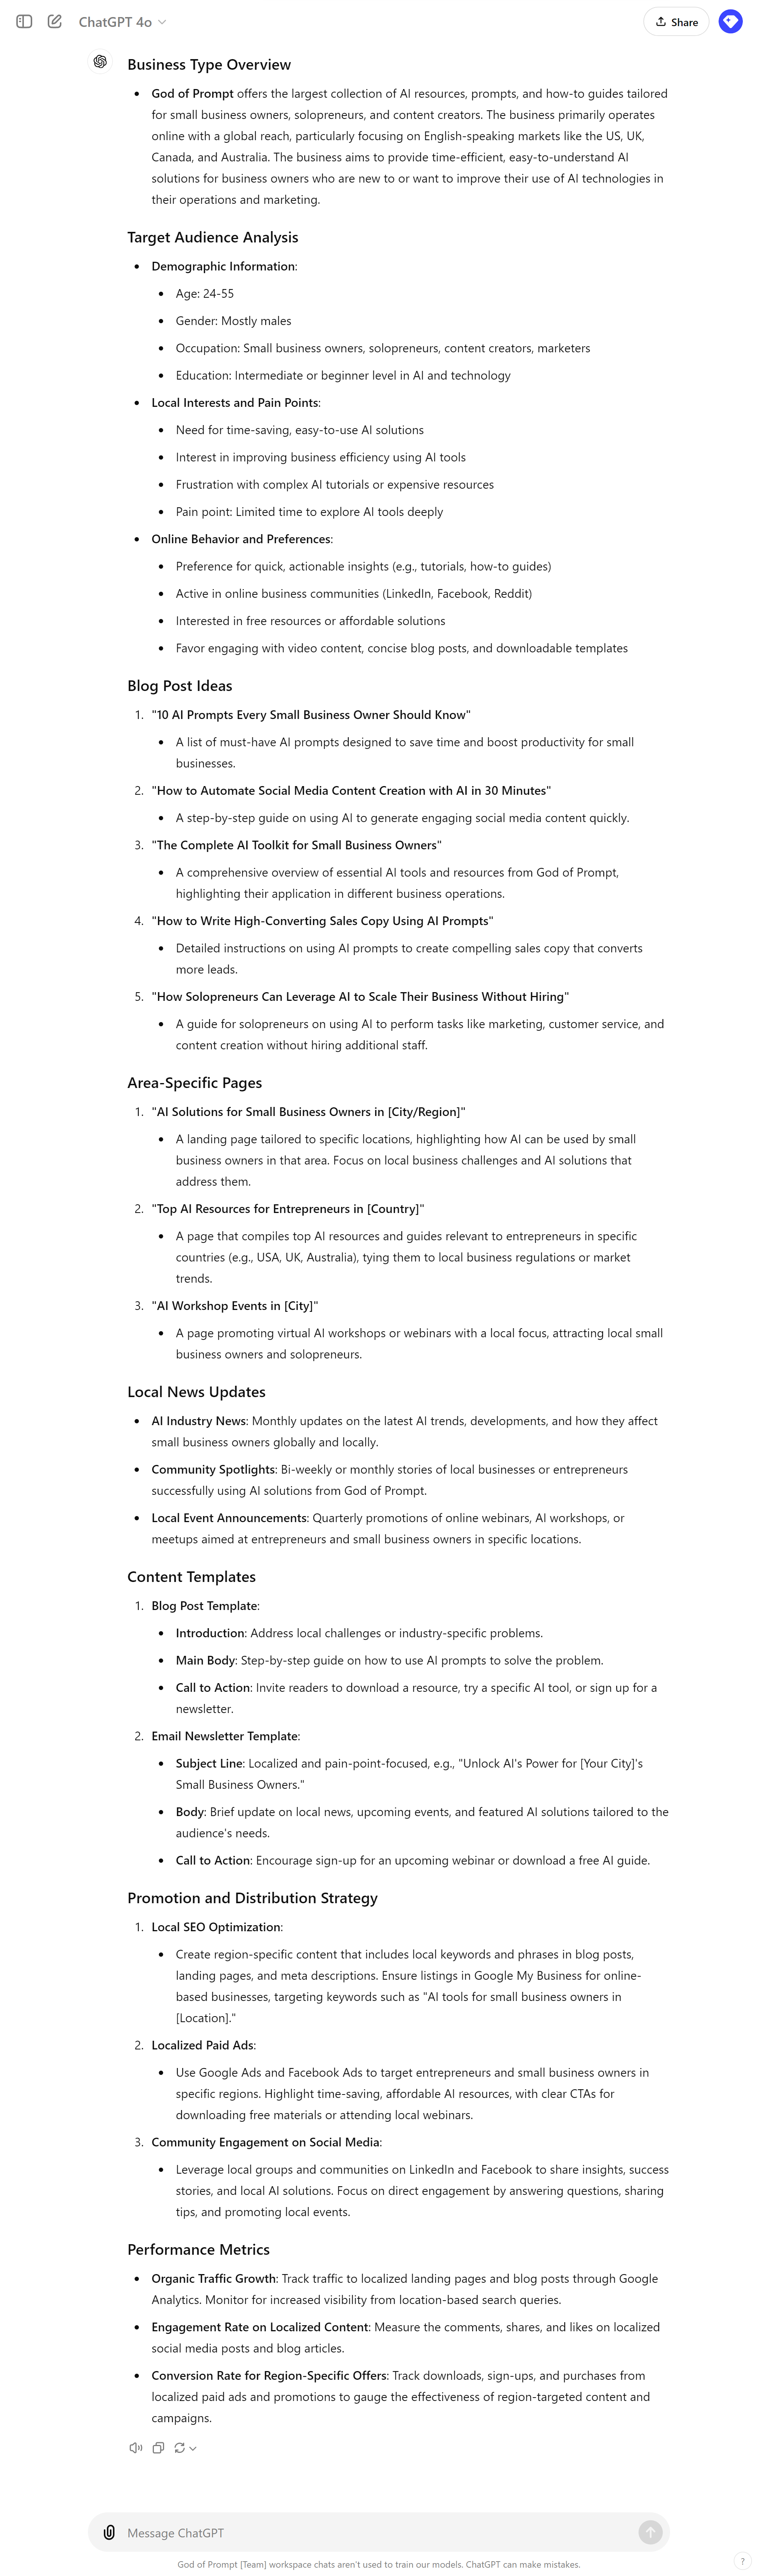 ChatGPT 4o
Share
Business Type Overview
• God of Prompt offers the largest collection of AI resources, prompts, and how-to guides tailored
for small business owners, solopreneurs, and content creators. The business primarily operates
online with a global reach, particularly focusing on English-speaking markets like the US, UK,
Canada, and Australia. The business aims to provide time-efficient, easy-to-understand AI
solutions for business owners who are new to or want to improve their use of AI technologies in
their operations and marketing.
Target Audience Analysis
• Demographic Information:
• Age: 24-55
• Gender: Mostly males
• Occupation: Small business owners, solopreneurs, content creators, marketers
• Education: Intermediate or beginner level in AI and technology
• Local Interests and Pain Points:
• Need for time-saving, easy-to-use AI solutions
• Interest in improving business efficiency using AI tools
• Frustration with complex AI tutorials or expensive resources
• Pain point: Limited time to explore AI tools deeply
• Online Behavior and Preferences:
• Preference for quick, actionable insights (e.g., tutorials, how-to guides)
• Active in online business communities (LinkedIn, Facebook, Reddit)
• Interested in free resources or affordable solutions
• Favor engaging with video content, concise blog posts, and downloadable templates
Blog Post Ideas
1. "10 AI Prompts Every Small Business Owner Should Know"
• A list of must-have AI prompts designed to save time and boost productivity for small
businesses.
2. "How to Automate Social Media Content Creation with AI in 30 Minutes"
• A step-by-step guide on using AI to generate engaging social media content quickly.
3. "The Complete AI Toolkit for Small Business Owners"
• A comprehensive overview of essential AI tools and resources from God of Prompt,
highlighting their application in different business operations.
4. "How to Write High-Converting Sales Copy Using AI Prompts"
• Detailed instructions on using AI prompts to create compelling sales copy that converts
more leads.
5. "How Solopreneurs Can Leverage AI to Scale Their Business Without Hiring"
• A guide for solopreneurs on using AI to perform tasks like marketing, customer service, and
content creation without hiring additional staff.
Area-Specific Pages
1. "AI Solutions for Small Business Owners in [City/Region]"
• A landing page tailored to specific locations, highlighting how AI can be used by small
business owners in that area. Focus on local business challenges and AI solutions that
address them.
2. "Top AI Resources for Entrepreneurs in [Country]"
• A page that compiles top AI resources and guides relevant to entrepreneurs in specific
countries (e.g., USA, UK, Australia), tying them to local business regulations or market
trends.
3. "AI Workshop Events in [City]"
• A page promoting virtual AI workshops or webinars with a local focus, attracting local small
business owners and solopreneurs.
Local News Updates
• AI Industry News: Monthly updates on the latest AI trends, developments, and how they affect
small business owners globally and locally.
• Community Spotlights: Bi-weekly or monthly stories of local businesses or entrepreneurs
successfully using AI solutions from God of Prompt.
• Local Event Announcements: Quarterly promotions of online webinars, AI workshops, or
meetups aimed at entrepreneurs and small business owners in specific locations.
Content Templates
1. Blog Post Template:
• Introduction: Address local challenges or industry-specific problems.
• Main Body: Step-by-step guide on how to use AI prompts to solve the problem.
• Call to Action: Invite readers to download a resource, try a specific AI tool, or sign up for a
newsletter.
2. Email Newsletter Template:
• Subject Line: Localized and pain-point-focused, e.g., "Unlock AI's Power for [Your City]'s
Small Business Owners."
• Body: Brief update on local news, upcoming events, and featured AI solutions tailored to the
audience's needs.
• Call to Action: Encourage sign-up for an upcoming webinar or download a free AI guide.
Promotion and Distribution Strategy
1. Local SEO Optimization:
• Create region-specific content that includes local keywords and phrases in blog posts,
landing pages, and meta descriptions. Ensure listings in Google My Business for online-
based businesses, targeting keywords such as "AI tools for small business owners in
[Location]."
2. Localized Paid Ads:
• Use Google Ads and Facebook Ads to target entrepreneurs and small business owners in
specific regions. Highlight time-saving, affordable AI resources, with clear CTAs for
downloading free materials or attending local webinars.
3. Community Engagement on Social Media:
• Leverage local groups and communities on LinkedIn and Facebook to share insights, success
stories, and local AI solutions. Focus on direct engagement by answering questions, sharing
tips, and promoting local events.
Performance Metrics
• Organic Traffic Growth: Track traffic to localized landing pages and blog posts through Google
Analytics. Monitor for increased visibility from location-based search queries.
• Engagement Rate on Localized Content: Measure the comments, shares, and likes on localized
social media posts and blog articles.
• Conversion Rate for Region-Specific Offers: Track downloads, sign-ups, and purchases from
localized paid ads and promotions to gauge the effectiveness of region-targeted content and
campaigns.
Message ChatGPT
God of Prompt [Team] workspace chats aren't used to train our models. ChatGPT can make mistakes.
?